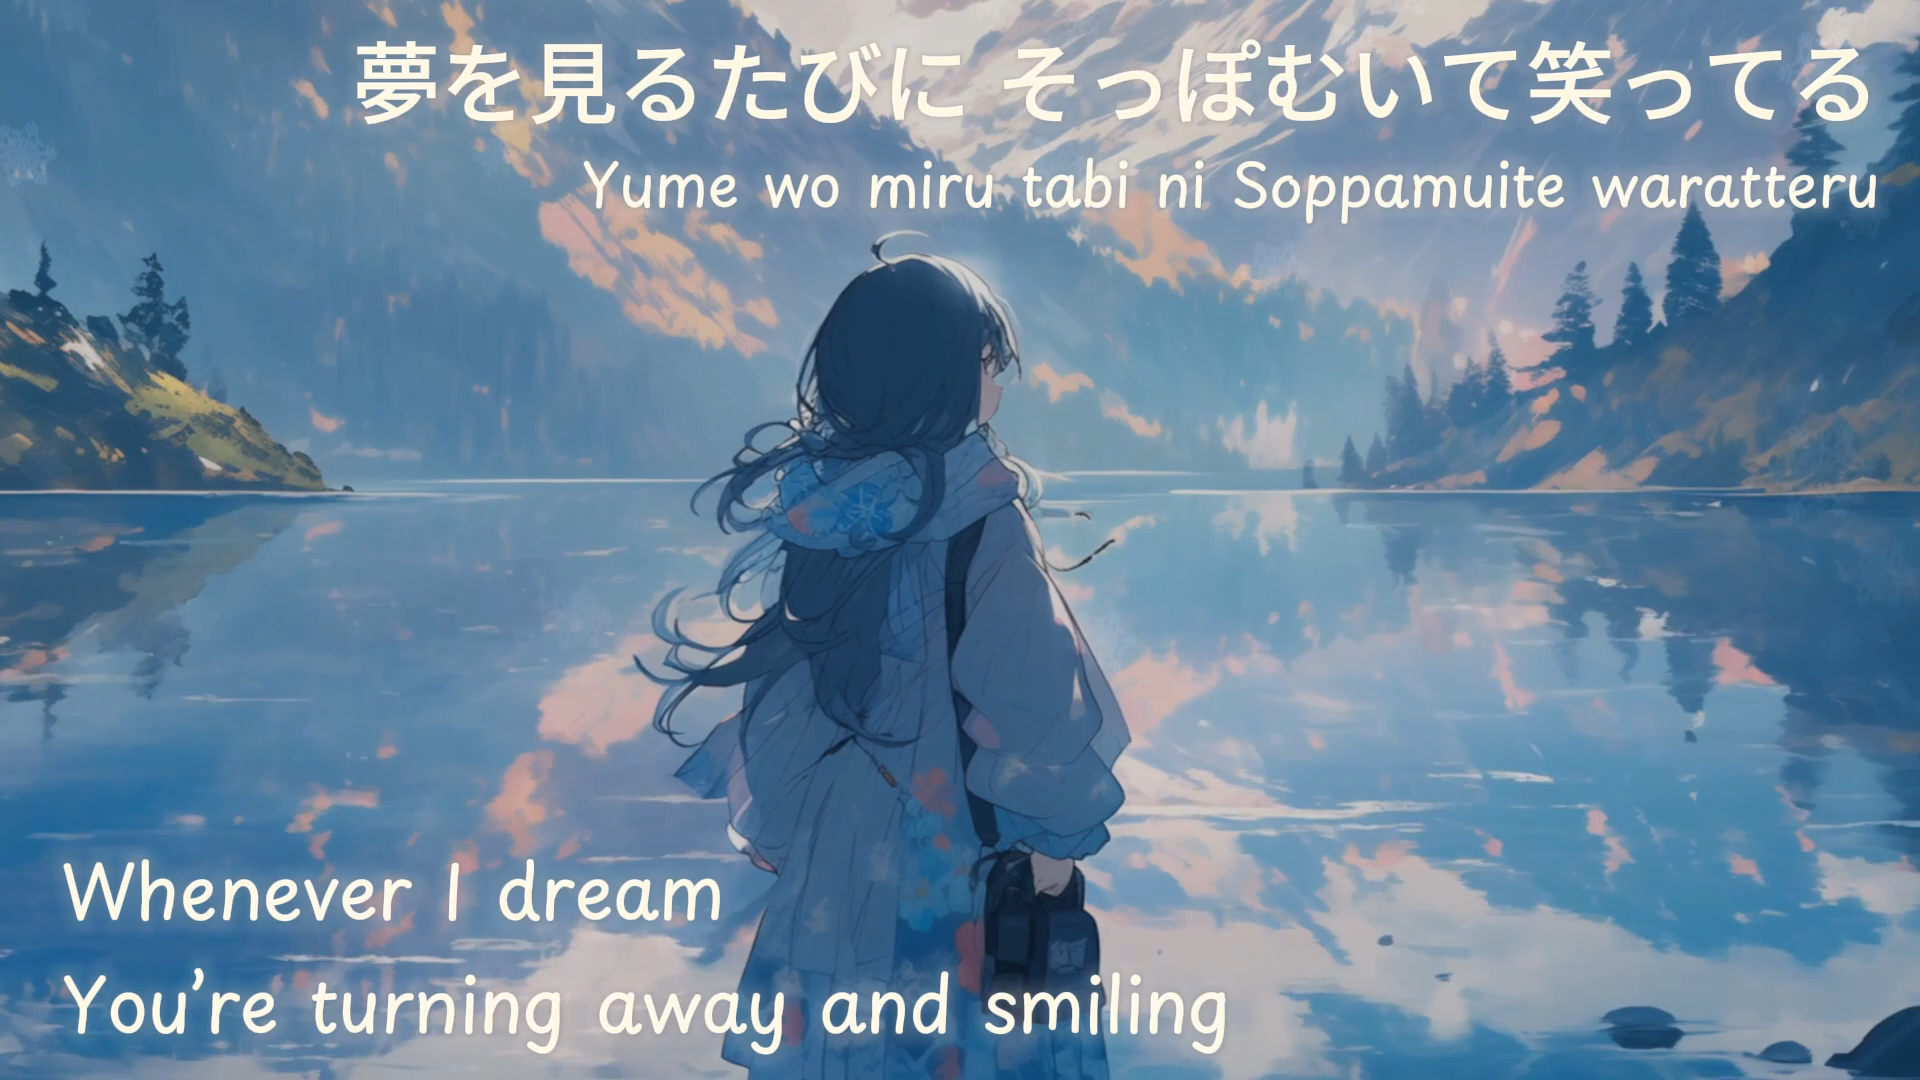 夢を見るたびに そっぽむいて笑ってる
Yume wo miru tabi ni Soppamuite waratteru
Whenever I dream
You’re turning away and smiling